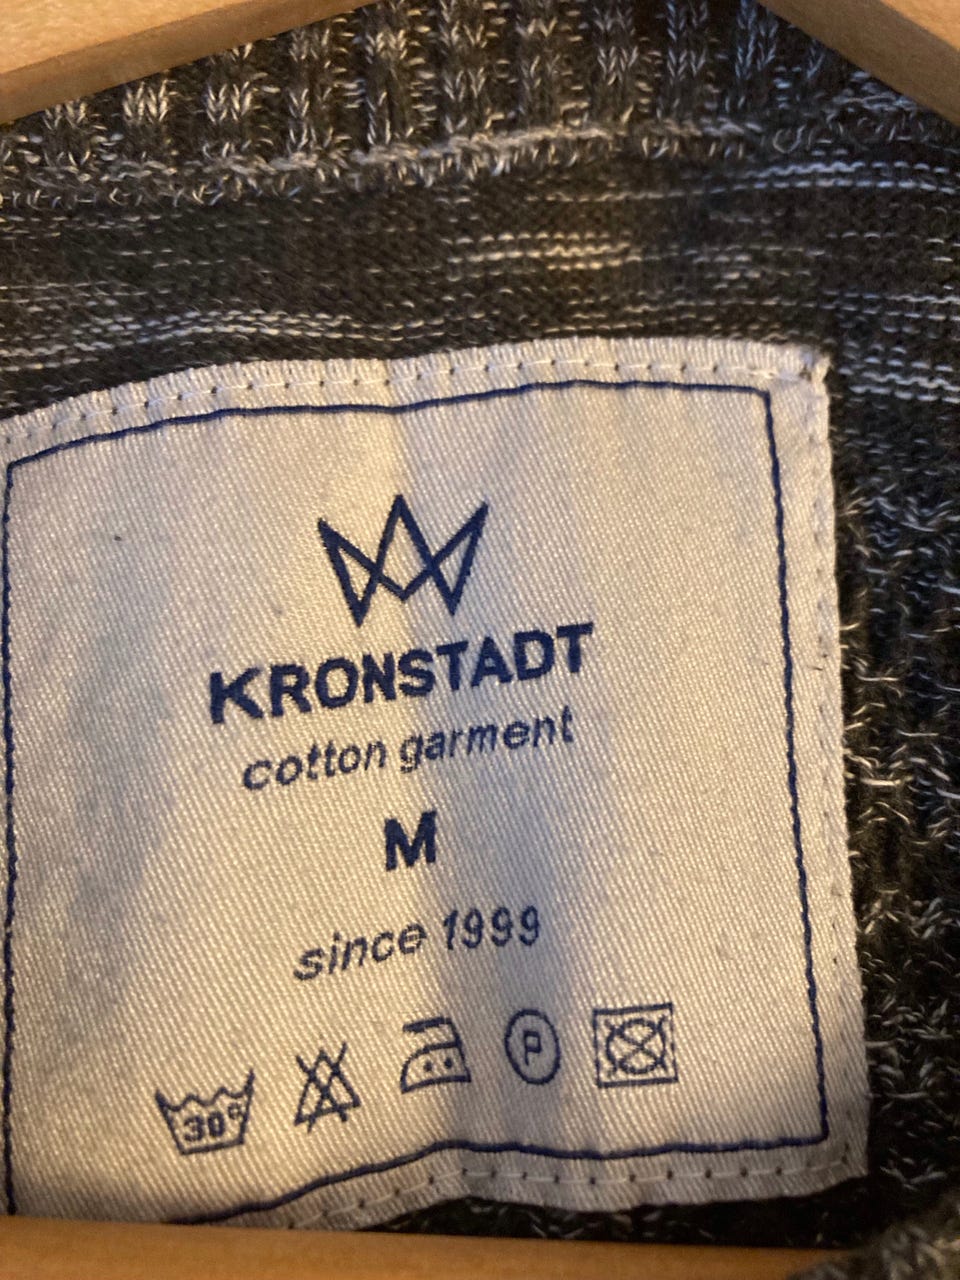 KRONSTADT
cotton garment
M
since 1999
30° P